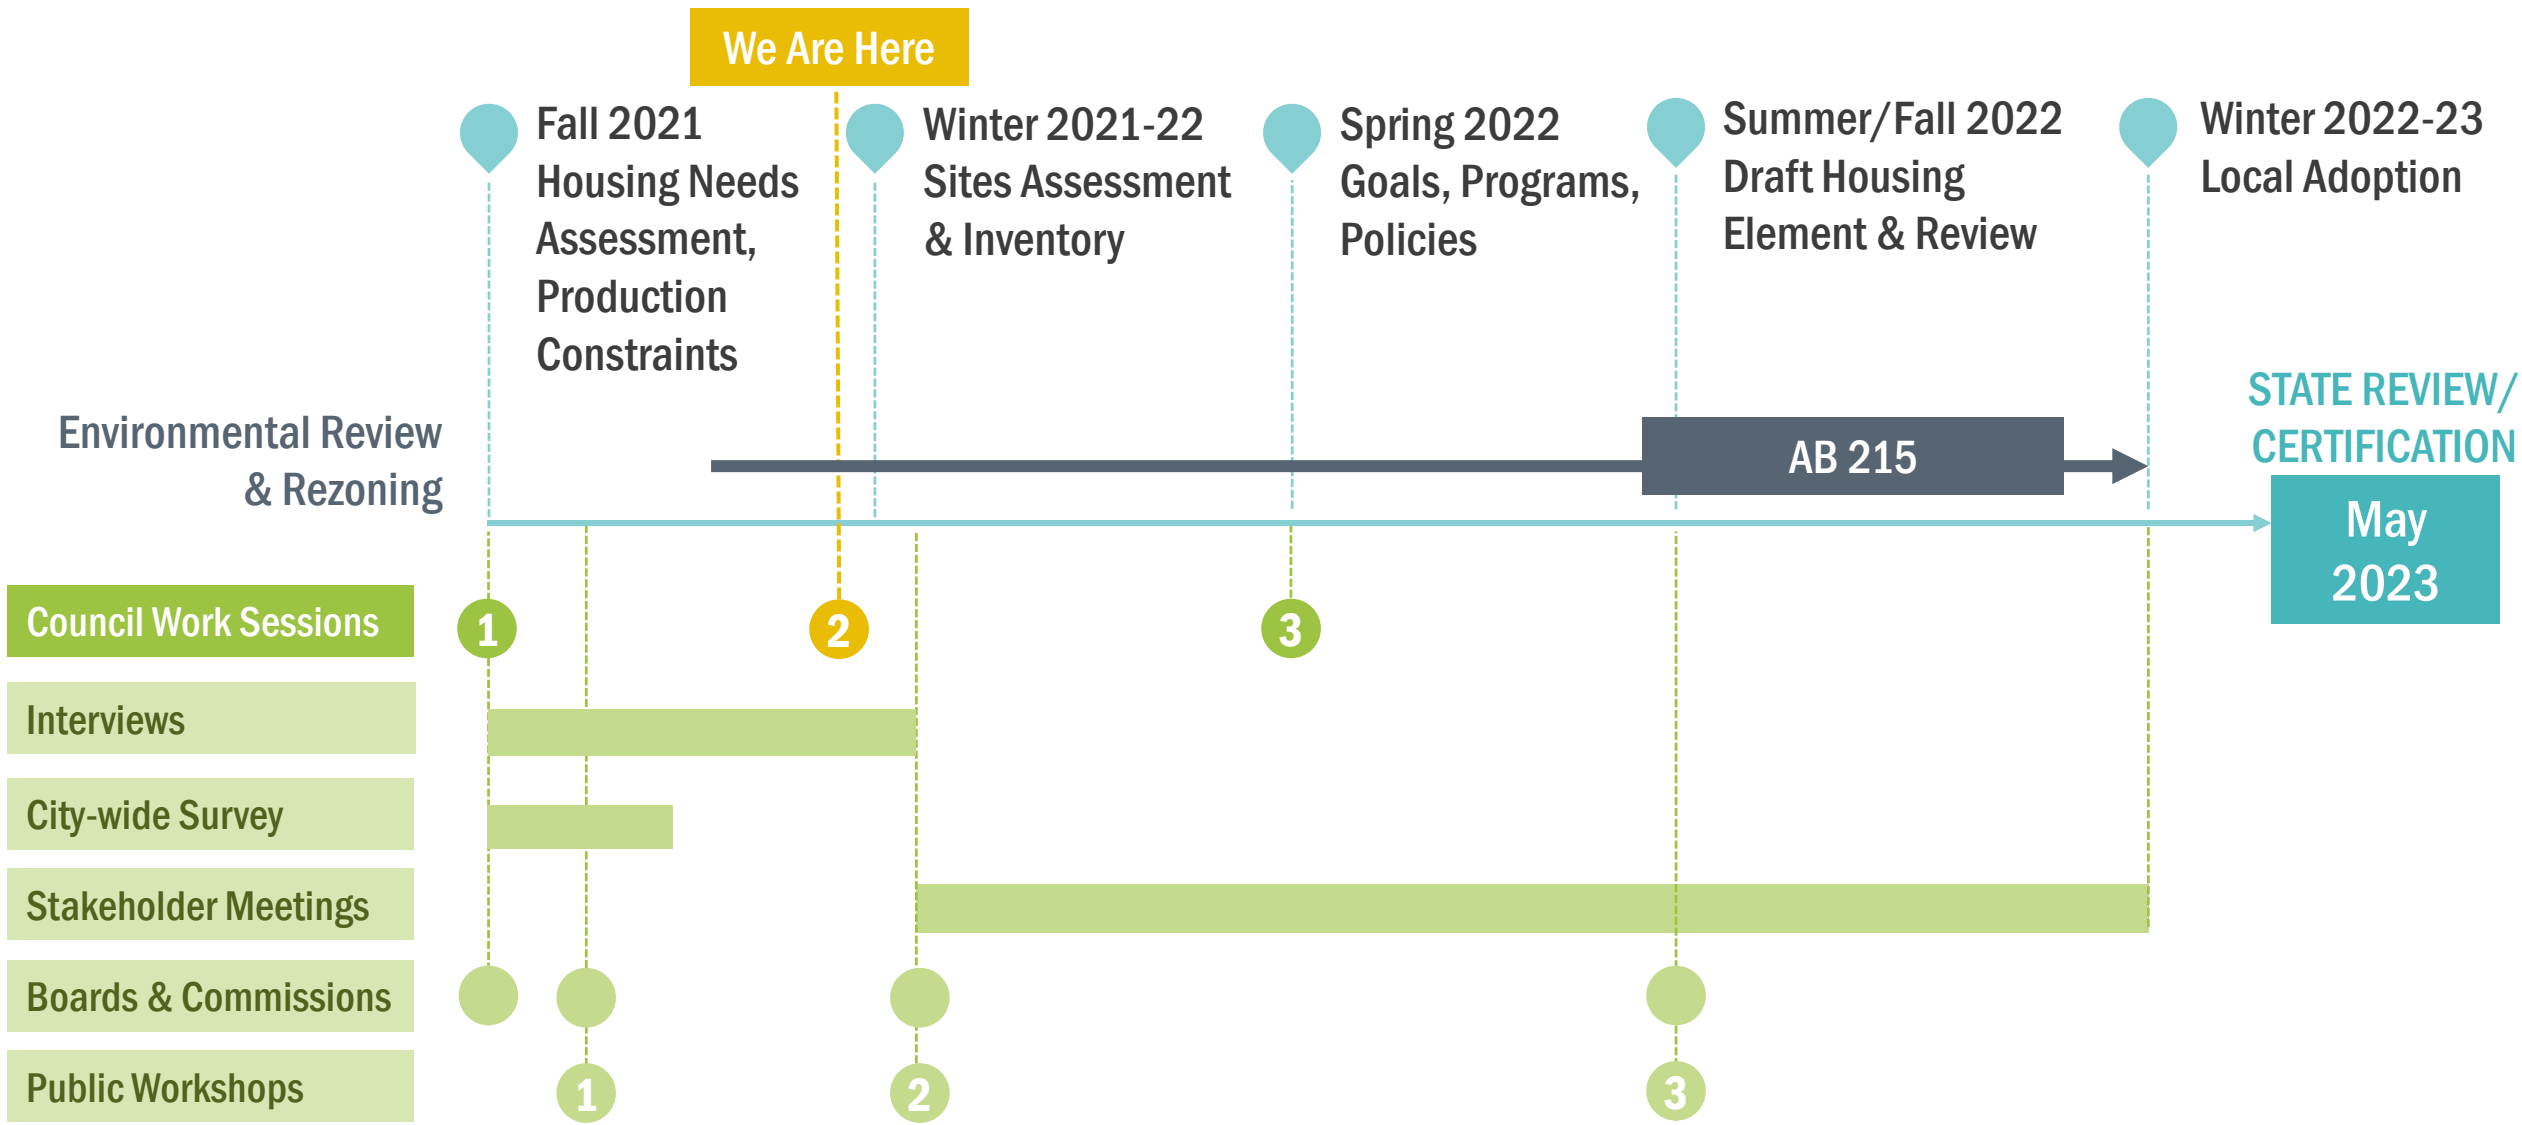 We Are Here
Fall 2021
Housing Needs
Assessment,
Production
Constraints
Winter 2021-22
Sites Assessment
& Inventory
Spring 2022
Goals, Programs,
Policies
Summer/Fall 2022
Draft Housing
Element & Review
Winter 2022-23
Local Adoption
Environmental Review
& Rezoning
AB 215
STATE REVIEW/
CERTIFICATION
May
2023
Council Work Sessions
1
2
3
Interviews
City-wide Survey
Stakeholder Meetings
Boards & Commissions
Public Workshops
1
2
3